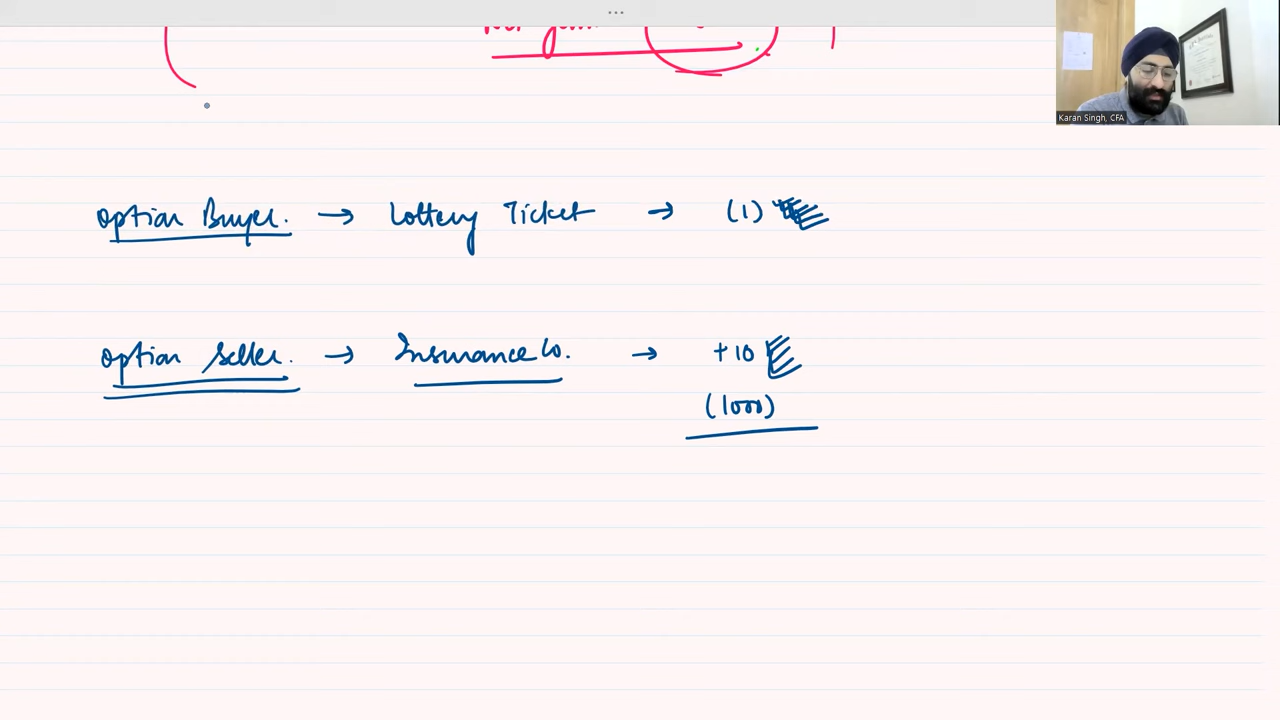 Karan Singh, CFA
option Buyer. → Lottery Ticket → (1)
option Seller. → Insurance Co. → +10
(1000)